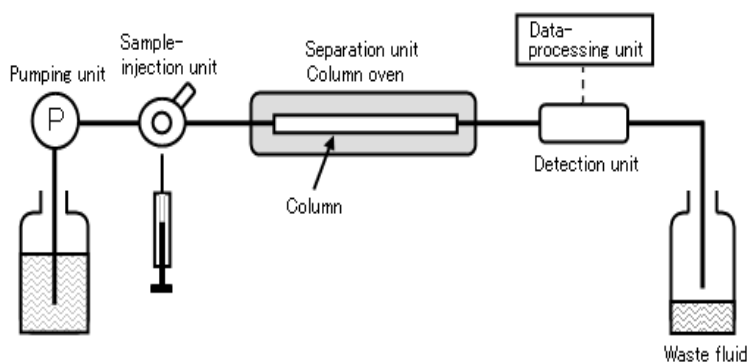 Pumping unit
Sample-
injection unit
Separation unit
Column oven
Data-
processing unit
P
Detection unit
Column
Waste fluid